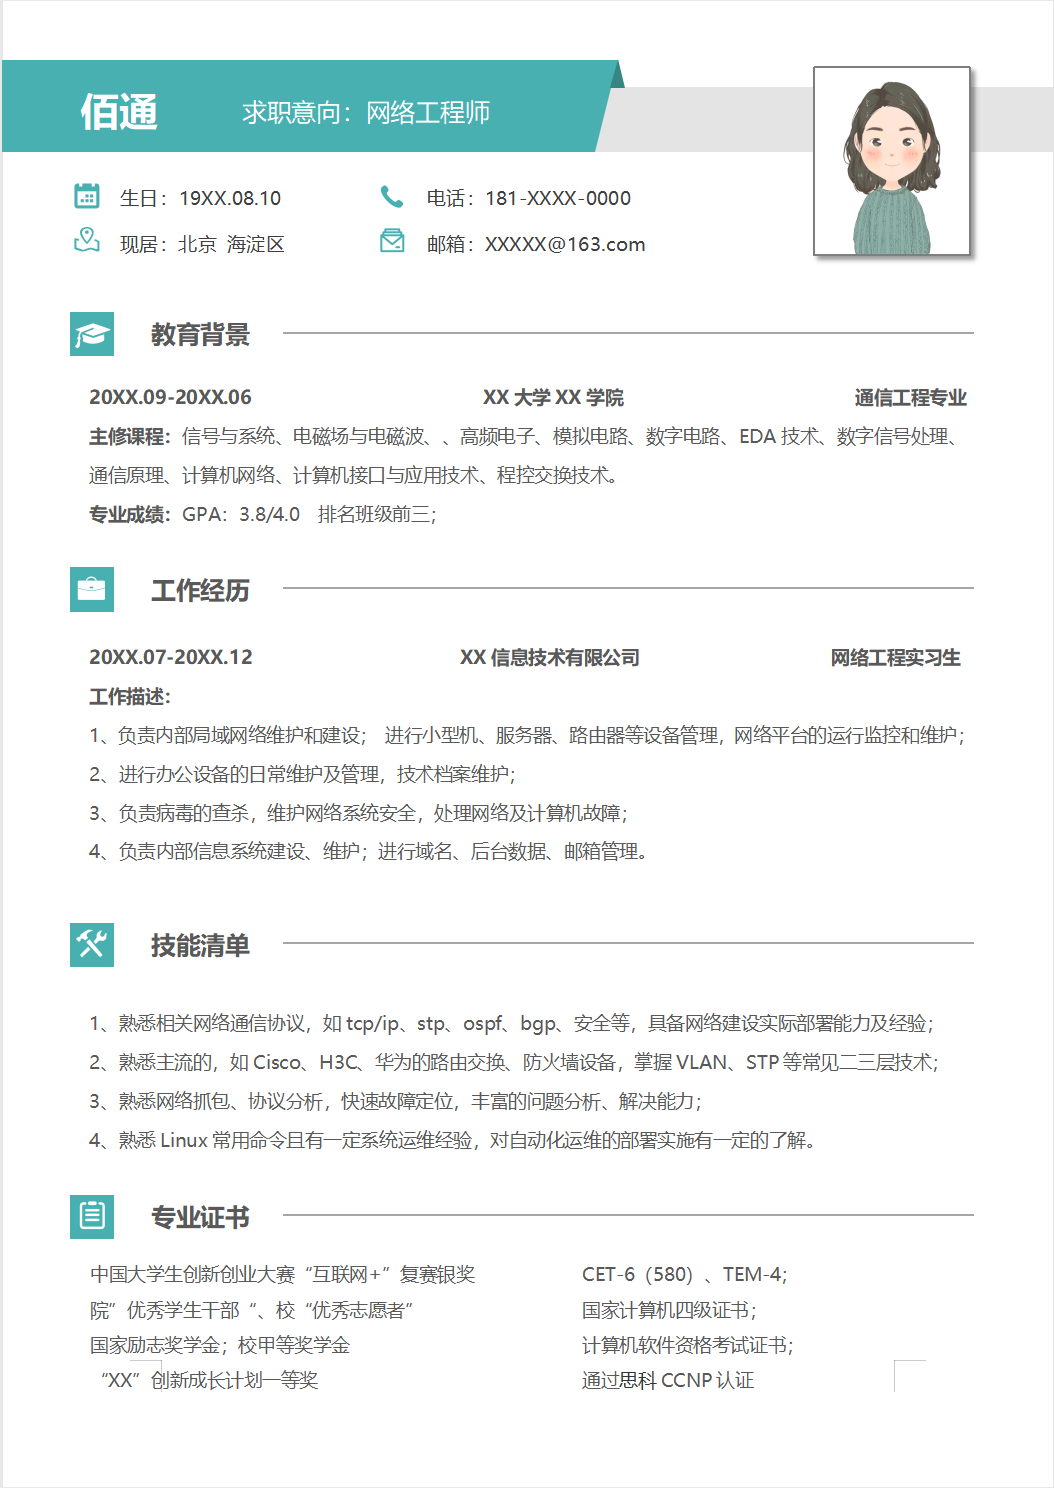 佰通 求职意向：网络工程师
生日：19XX.08.10 电话：181-XXXX-0000
现居：北京 海淀区 邮箱：XXXXX@163.com
教育背景
20XX.09-20XX.06 XX 大学 XX 学院 通信工程专业
主修课程：信号与系统、电磁场与电磁波、、高频电子、模拟电路、数字电路、EDA 技术、数字信号处理、
通信原理、计算机网络、计算机接口与应用技术、程控交换技术。
专业成绩：GPA：3.8/4.0 排名班级前三；
工作经历
20XX.07-20XX.12 XX 信息技术有限公司 网络工程实习生
工作描述：
1、负责内部局域网络维护和建设； 进行小型机、服务器、路由器等设备管理，网络平台的运行监控和维护；
2、进行办公设备的日常维护及管理，技术档案维护；
3、负责病毒的查杀，维护网络系统安全，处理网络及计算机故障；
4、负责内部信息系统建设、维护；进行域名、后台数据、邮箱管理。
技能清单
1、熟悉相关网络通信协议，如 tcp/ip、stp、ospf、bgp、安全等，具备网络建设实际部署能力及经验；
2、熟悉主流的，如 Cisco、H3C、华为的路由交换、防火墙设备，掌握 VLAN、STP 等常见二三层技术；
3、熟悉网络抓包、协议分析，快速故障定位，丰富的问题分析、解决能力；
4、熟悉 Linux 常用命令且有一定系统运维经验，对自动化运维的部署实施有一定的了解。
专业证书
中国大学生创新创业大赛“互联网+”复赛银奖 CET-6（580）、TEM-4；
院”优秀学生干部“、校“优秀志愿者” 国家计算机四级证书；
国家励志奖学金；校甲等奖学金 计算机软件资格考试证书；
“XX”创新成长计划一等奖 通过思科 CCNP 认证